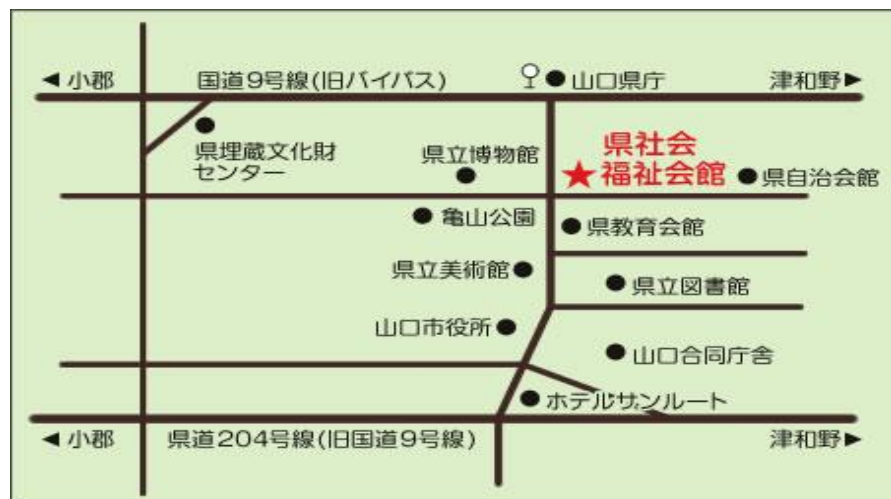 ◀小郡
国道9号線(旧バイパス)
山口県庁
津和野▶
県埋蔵文化財
センター
県立博物館
県社会
福祉会館
県自治会館
亀山公園
県教育会館
県立美術館
県立図書館
山口市役所
山口合同庁舎
ホテルサンルート
◀小郡
県道204号線(旧国道9号線)
津和野▶